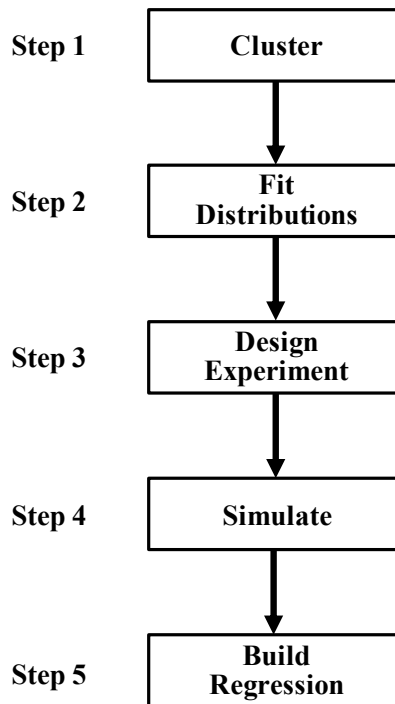 Step 1
Cluster
Step 2
Fit
Distributions
Step 3
Design
Experiment
Step 4
Simulate
Step 5
Build
Regression